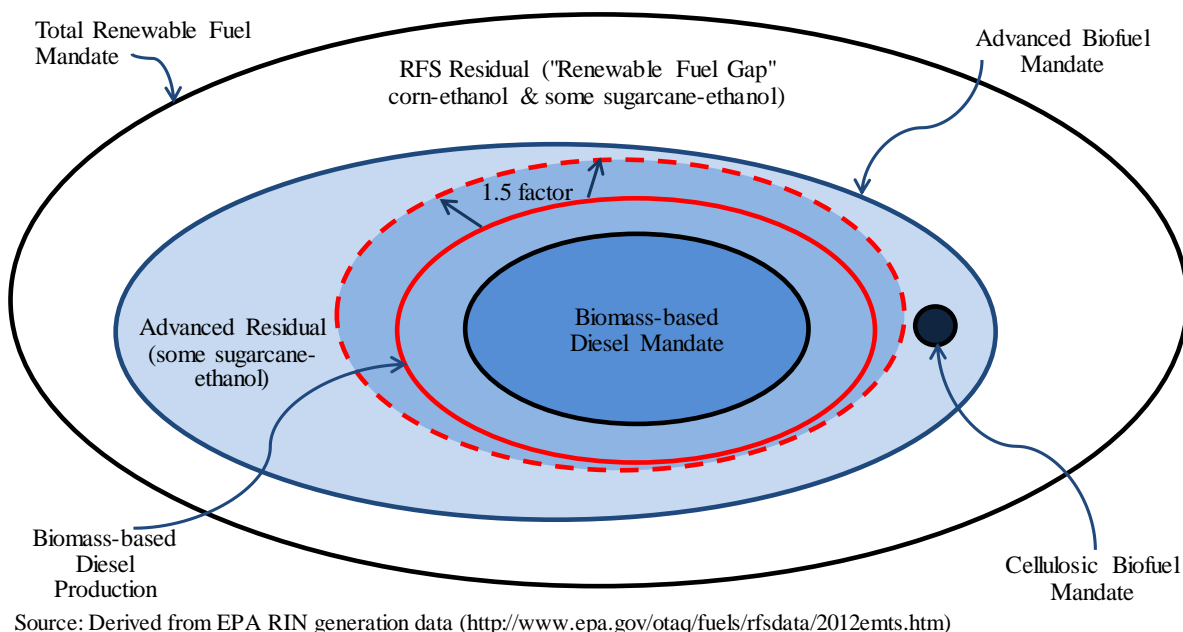 Total Renewable Fuel
Mandate
RFS Residual ("Renewable Fuel Gap"
corn-ethanol & some sugarcane-ethanol)
Advanced Biofuel
Mandate
1.5 factor
Advanced Residual
(some sugarcane-
ethanol)
Biomass-based
Diesel Mandate
Biomass-based
Diesel
Production
Cellulosic Biofuel
Mandate
Source: Derived from EPA RIN generation data (http://www.epa.gov/otaq/fuels/rfsdata/2012emts.htm)